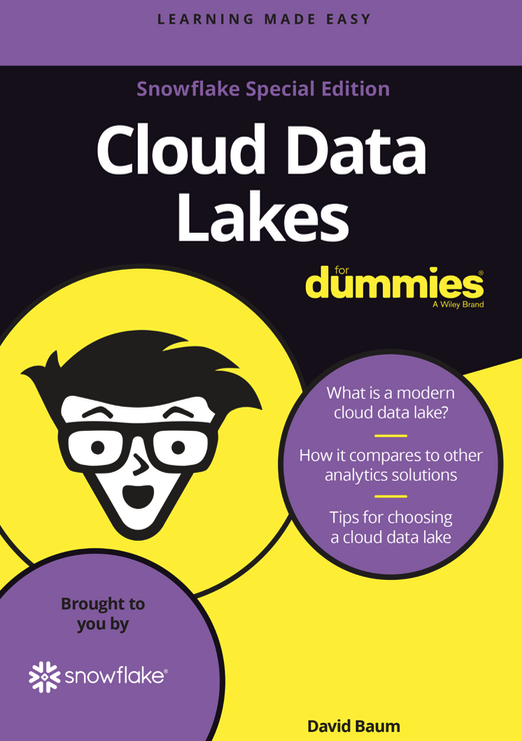 LEARNING MADE EASY
Snowflake Special Edition
Cloud Data
Lakes
for
dummies®
A Wiley Brand
What is a modern
cloud data lake?
How it compares to other
analytics solutions
Tips for choosing
a cloud data lake
Brought to
you by
snowflake®
David Baum